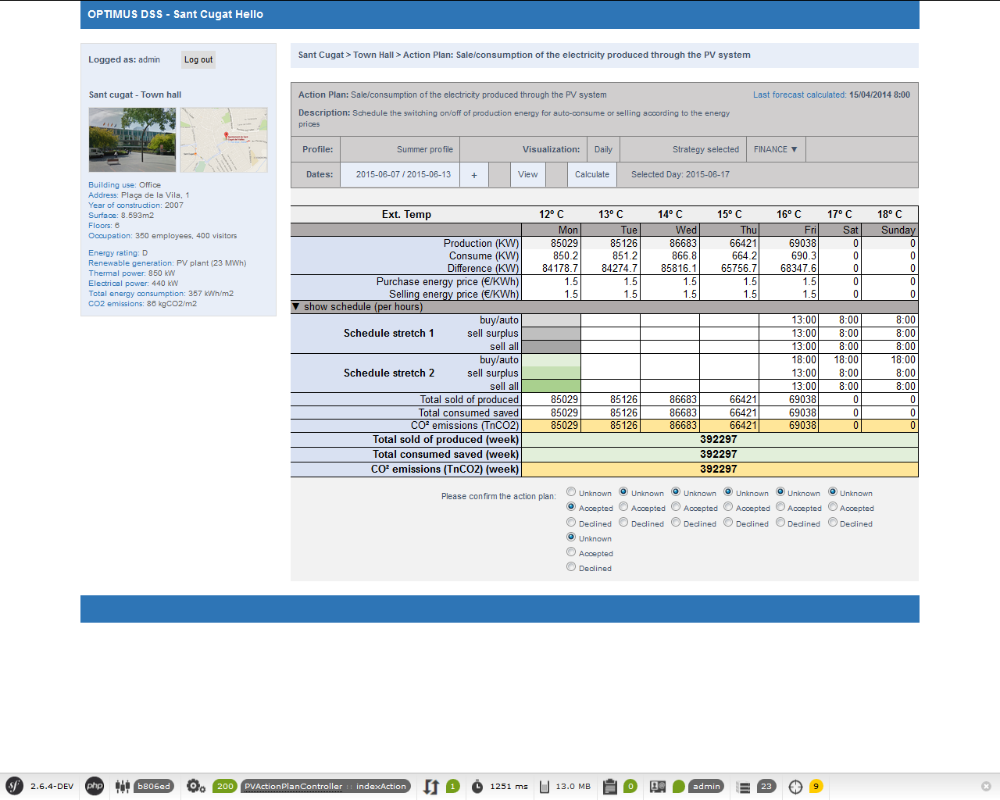 OPTIMUS DSS - Sant Cugat Hello
Logged as: admin Log out
Sant cugat - Town hall
Building use: Office
Address: Plaça de la Vila, 1
Year of construction: 2007
Surface: 8.593m2
Floors: 6
Occupation: 350 employees, 400 visitors
Energy rating: D
Renewable generation: PV plant (23 MWh)
Thermal power: 850 kW
Electrical power: 440 kW
Total energy consumption: 357 kWh/m2
CO2 emissions: 86 kgCO2/m2
Sant Cugat > Town Hall > Action Plan: Sale/consumption of the electricity produced through the PV system
Action Plan: Sale/consumption of the electricity produced through the PV system Last forecast calculated: 15/04/2014 8:00
Description: Schedule the switching on/off of production energy for auto-consume or selling according to the energy
prices
Profile: Summer profile Visualization: Daily Strategy selected FINANCE ▼
Dates: 2015-06-07 / 2015-06-13 + View Calculate Selected Day: 2015-06-17
Ext. Temp 12º C 13º C 14º C 15º C 16º C 17º C 18º C
Mon Tue Wed Thu Fri Sat Sunday
Production (KW) 85029 85126 86683 66421 69038 0 0
Consume (KW) 850.2 851.2 866.8 664.2 690.3 0 0
Difference (KW) 84178.7 84274.7 85816.1 65756.7 68347.6 0 0
Purchase energy price (€/KWh) 1.5 1.5 1.5 1.5 1.5 0 0
Selling energy price (€/KWh) 1.5 1.5 1.5 1.5 1.5 0 0
▼ show schedule (per hours)
buy/auto 13:00 8:00 8:00
Schedule stretch 1 sell surplus 13:00 8:00 8:00
sell all 13:00 8:00 8:00
buy/auto 18:00 18:00 18:00
Schedule stretch 2 sell surplus 13:00 8:00 8:00
sell all 13:00 8:00 8:00
Total sold of produced 85029 85126 86683 66421 69038 0 0
Total consumed saved 85029 85126 86683 66421 69038 0 0
CO² emissions (TnCO2) 85029 85126 86683 66421 69038 0 0
Total sold of produced (week) 392297
Total consumed saved (week) 392297
CO² emissions (TnCO2) (week) 392297
Please confirm the action plan: Unknown Unknown Unknown Unknown Unknown Unknown
Accepted Accepted Accepted Accepted Accepted Accepted
Declined Declined Declined Declined Declined Declined
Unknown
Accepted
Declined
sf 2.6.4-DEV php b806ed 200 PVActionPlanController :: indexAction 1 1251 ms 13.0 MB 0 admin 23 9